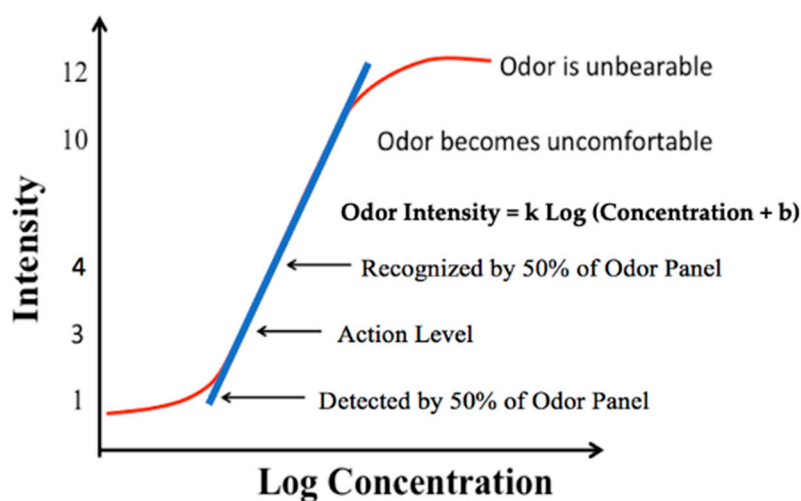 12
Odor is unbearable
10
Odor becomes uncomfortable
Odor Intensity = k Log (Concentration + b)
Intensity
4
Recognized by 50% of Odor Panel
3
Action Level
1
Detected by 50% of Odor Panel
Log Concentration